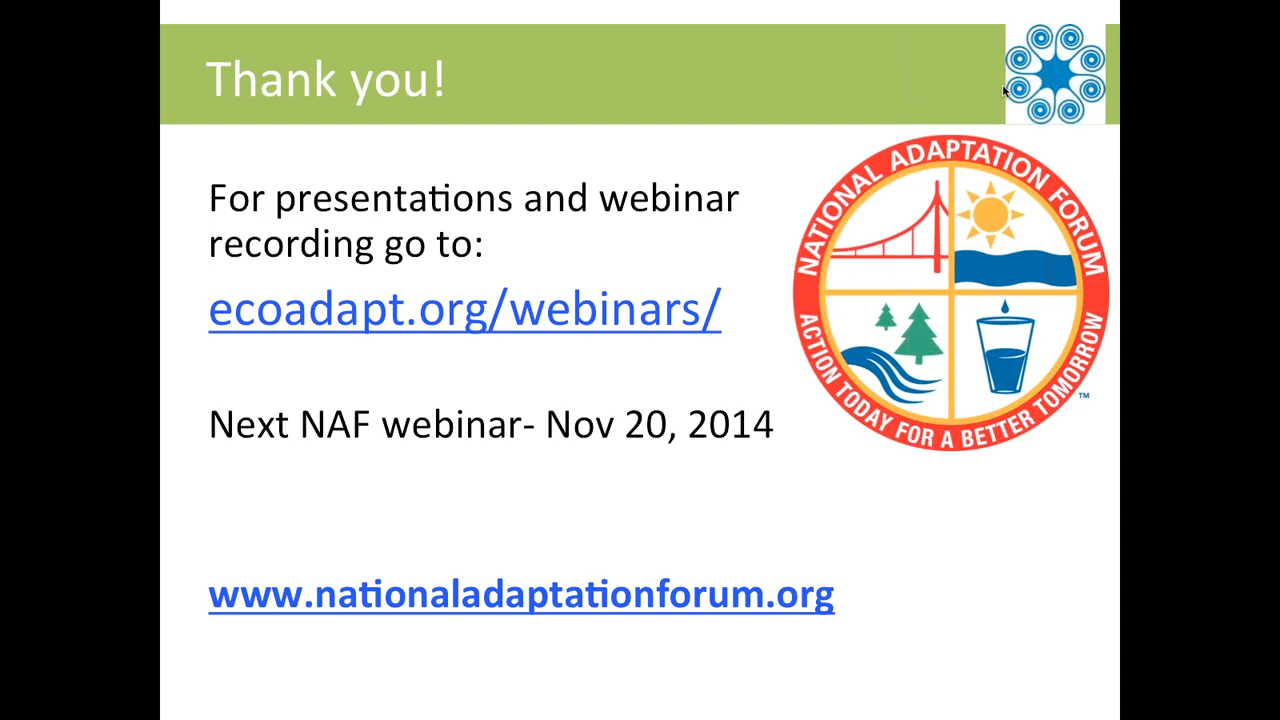 Thank you!
For presentations and webinar
recording go to:
ecoadapt.org/webinars/
Next NAF webinar- Nov 20, 2014
www.nationaladaptationforum.org
NATIONAL ADAPTATION FORUM
ACTION TODAY FOR A BETTER TOMORROW
TM